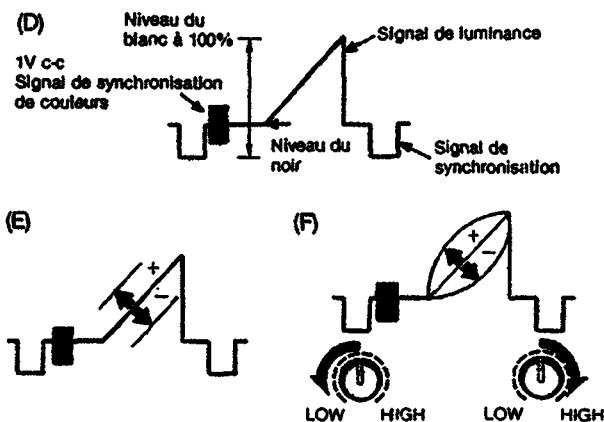 (D)
Niveau du
blanc à 100%
Signal de luminance
1V c-c
Signal de synchronisation
de couleurs
Niveau du
noir
Signal de
synchronisation
(E)
+
−
(F)
+
−
LOW
HIGH
LOW
HIGH